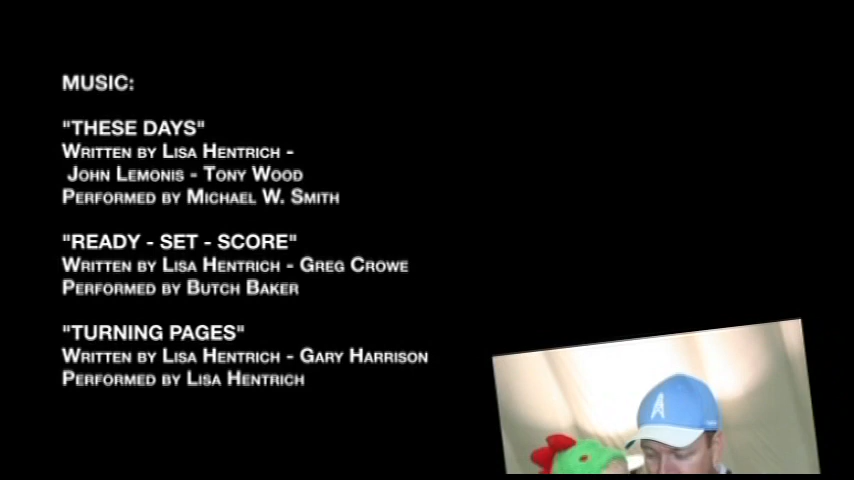 MUSIC:
"THESE DAYS"
WRITTEN BY LISA HENTRICH -
JOHN LEMONIS - TONY WOOD
PERFORMED BY MICHAEL W. SMITH
"READY - SET - SCORE"
WRITTEN BY LISA HENTRICH - GREG CROWE
PERFORMED BY BUTCH BAKER
"TURNING PAGES"
WRITTEN BY LISA HENTRICH - GARY HARRISON
PERFORMED BY LISA HENTRICH